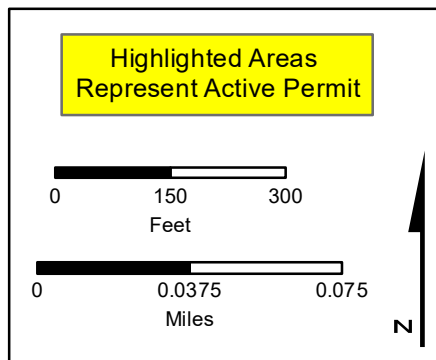 Highlighted Areas
Represent Active Permit
0 150 300
Feet
0 0.0375 0.075
Miles
N